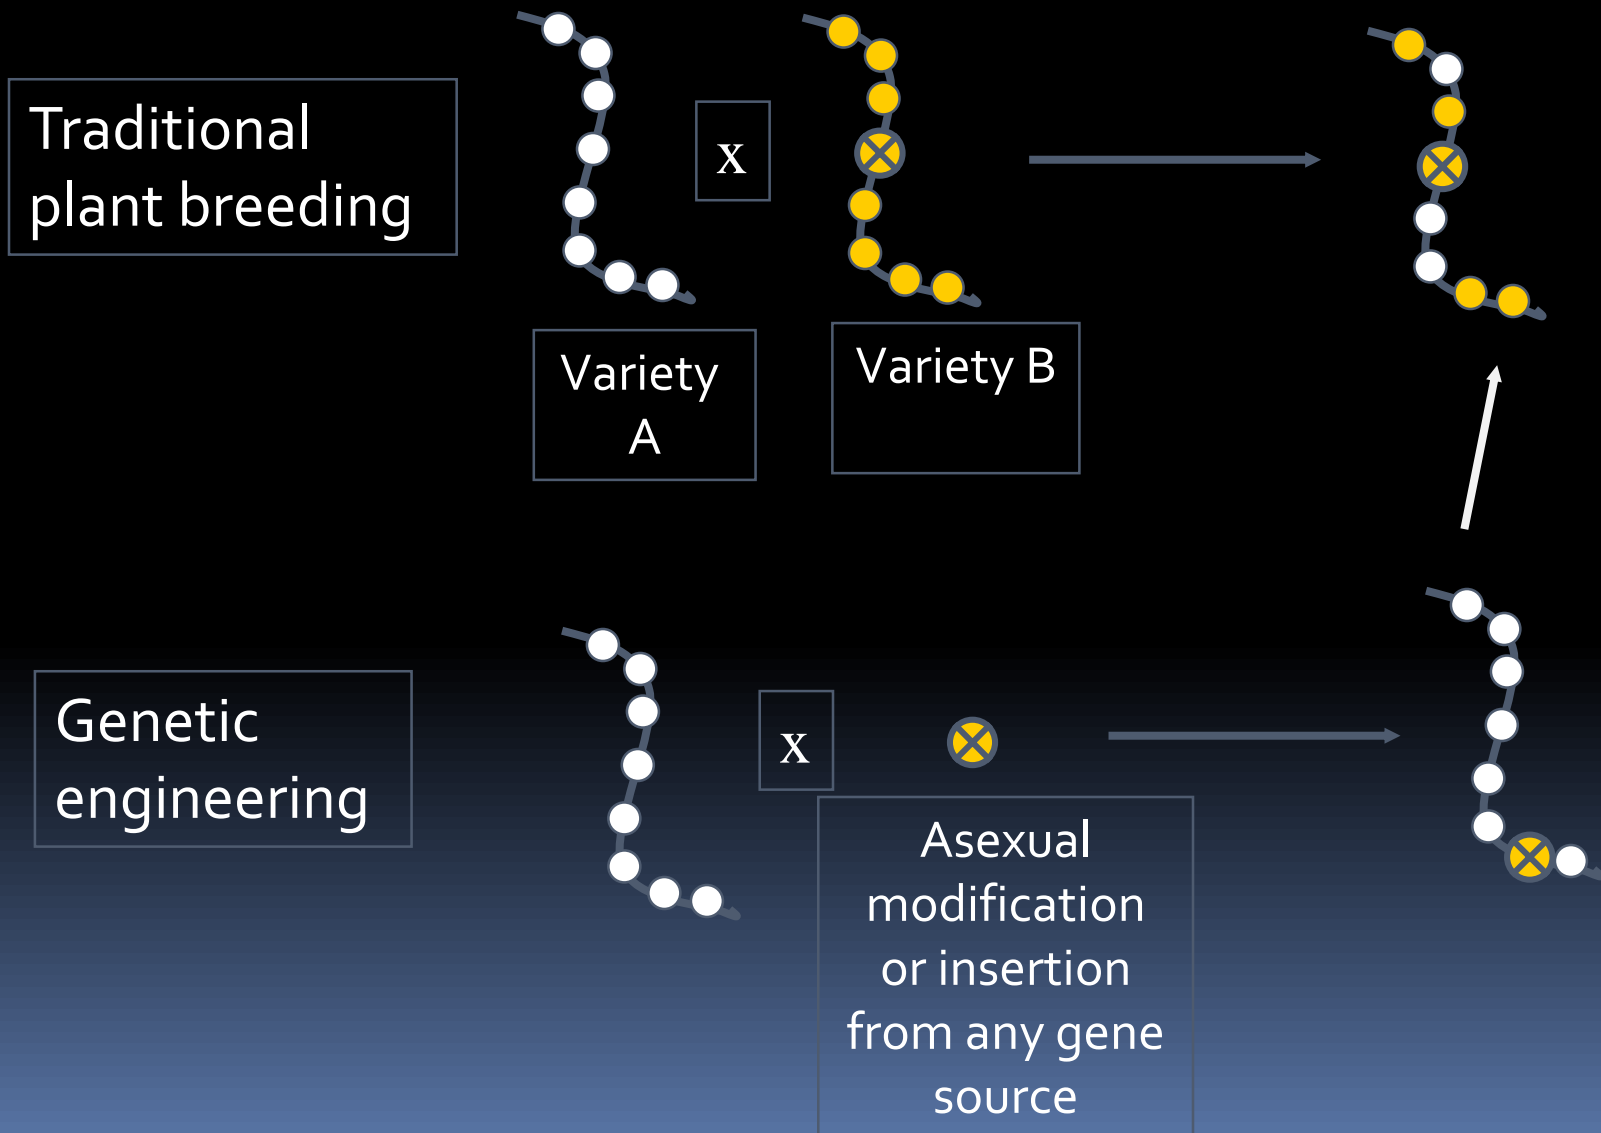 Traditional
plant breeding
x
Variety
A
Variety B
Genetic
engineering
x
Asexual
modification
or insertion
from any gene
source